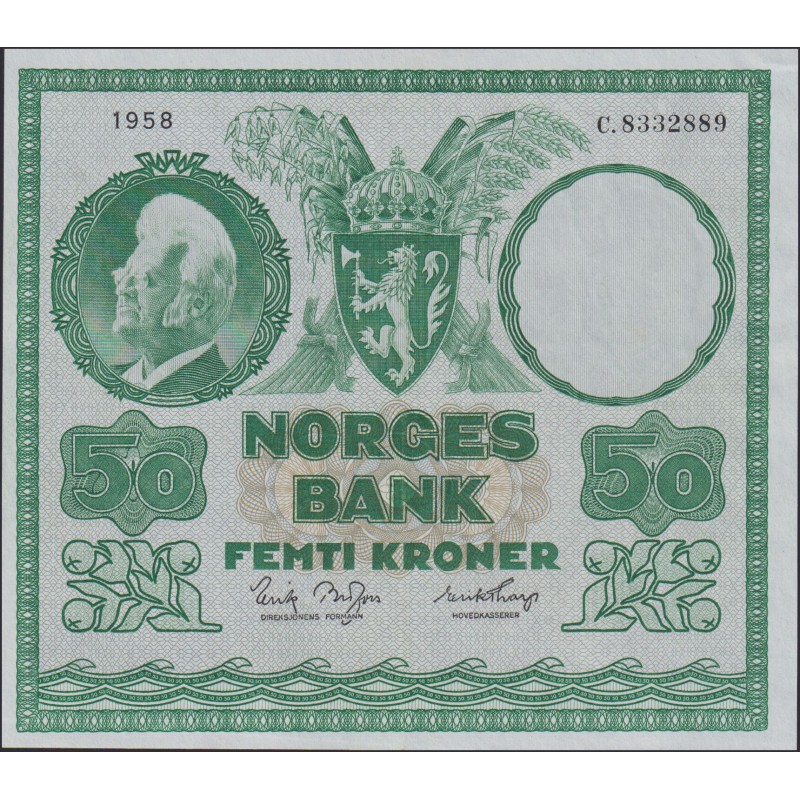 1958
C.8332889
50
50
NORGES
BANK
FEMTI KRONER
DIREKSJONENS FORMANN
HOVEDKASSERER